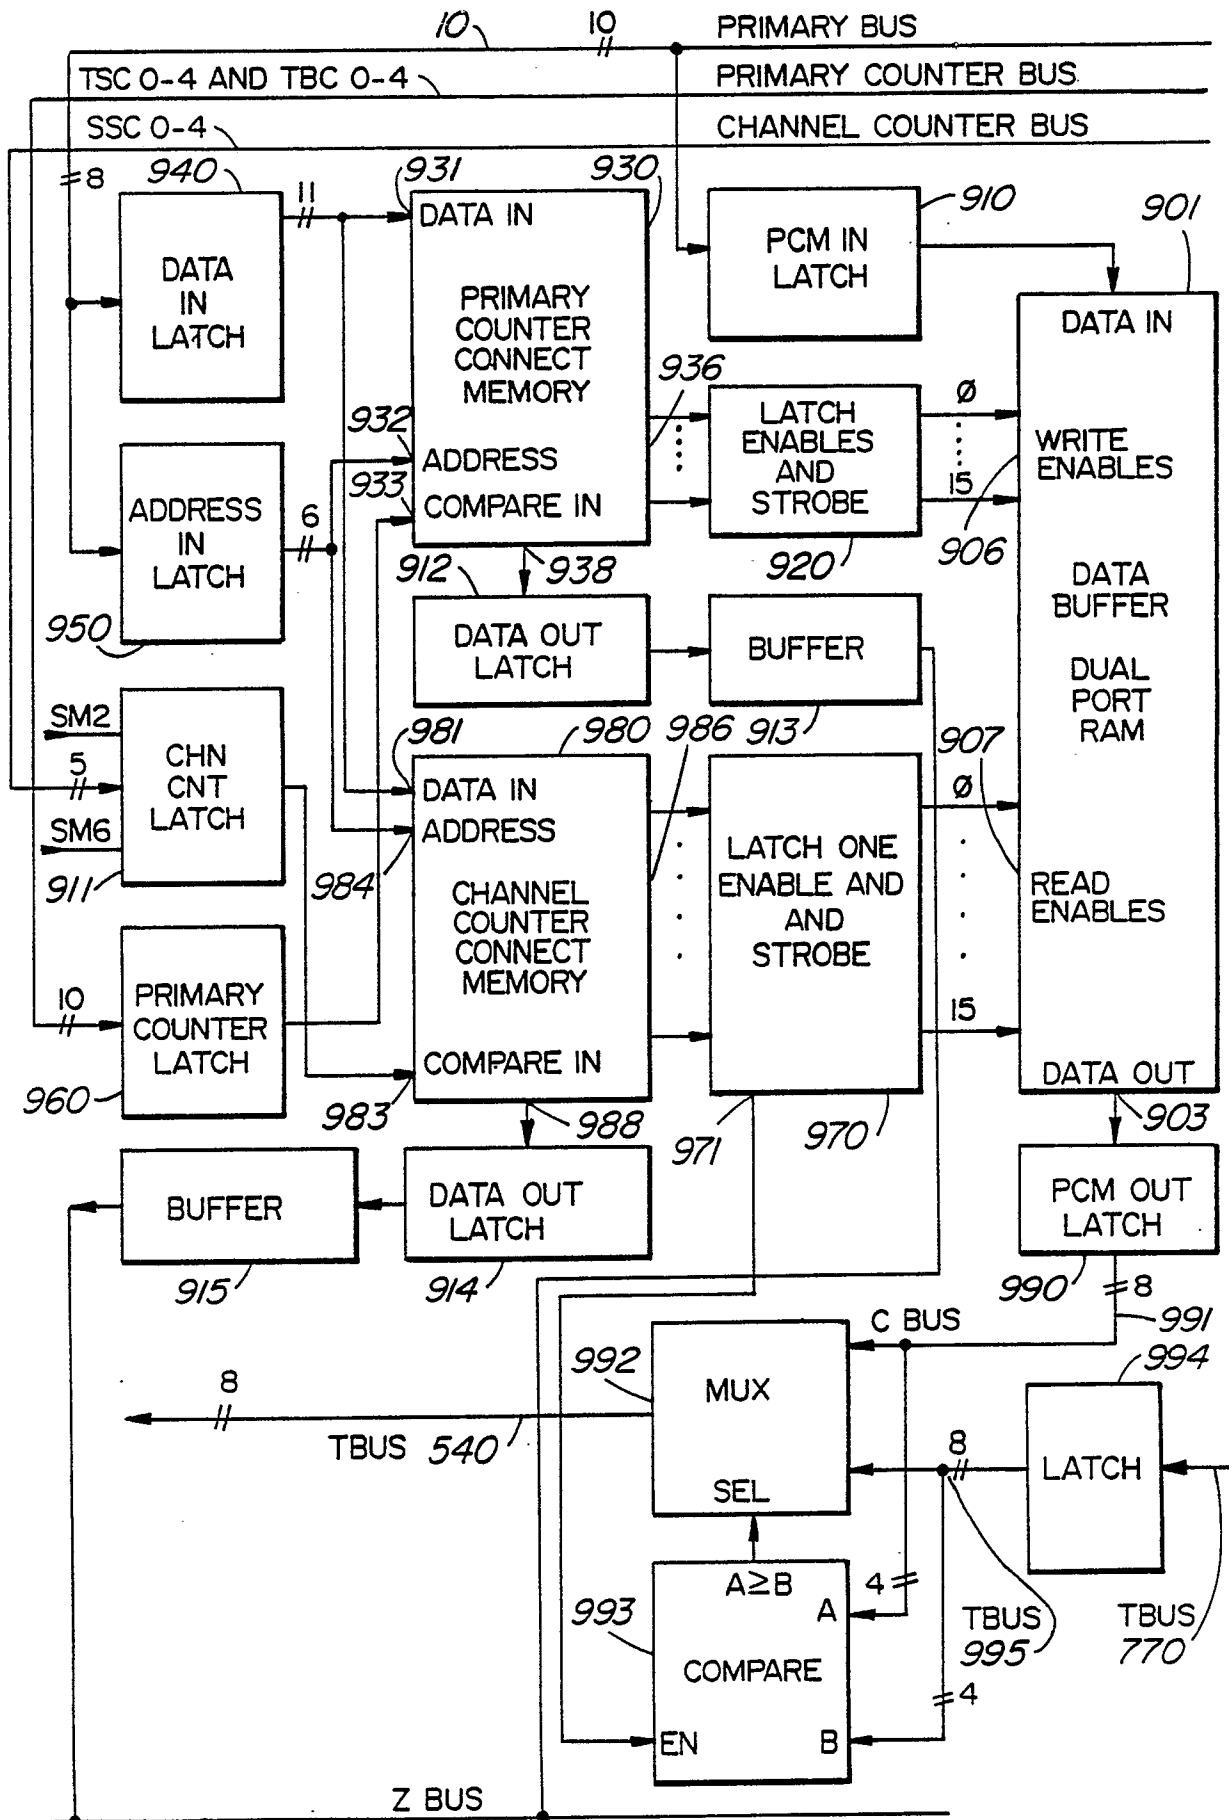 10 10 PRIMARY BUS
TSC 0-4 AND TBC 0-4 PRIMARY COUNTER BUS
SSC 0-4 CHANNEL COUNTER BUS
8
940
11
931
930
910
901
DATA
IN
LATCH
DATA IN
PRIMARY
COUNTER
CONNECT
MEMORY
932
ADDRESS
933
COMPARE IN
936
PCM IN
LATCH
DATA IN
LATCH
ENABLES
AND
STROBE
Ø
15
WRITE
ENABLES
906
920
ADDRESS
IN
LATCH
6
950
912
938
DATA OUT
LATCH
BUFFER
913
DATA
BUFFER
DUAL
PORT
RAM
SM2
5
SM6
CHN
CNT
LATCH
911
981
980
986
907
DATA IN
ADDRESS
984
CHANNEL
COUNTER
CONNECT
MEMORY
COMPARE IN
983
988
LATCH ONE
ENABLE AND
AND
STROBE
Ø
15
READ
ENABLES
971
970
DATA OUT
903
10
PRIMARY
COUNTER
LATCH
960
BUFFER
915
DATA OUT
LATCH
914
PCM OUT
LATCH
990
8
991
C BUS
992
MUX
SEL
994
LATCH
8
8
TBUS 540
A≥B
A
993
COMPARE
EN
B
4
4
TBUS
995
TBUS
770
Z BUS